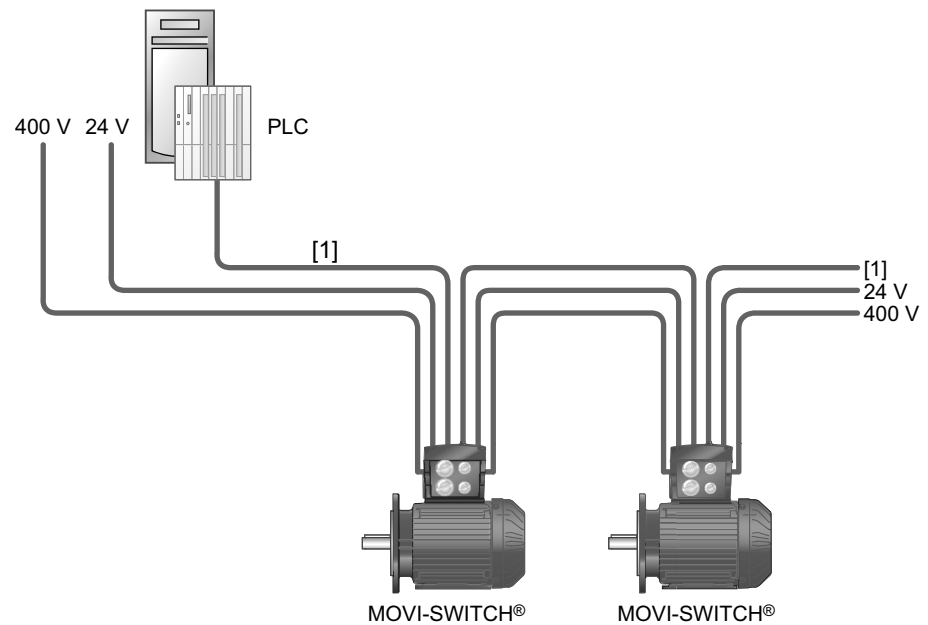 400 V 24 V PLC
[1]
[1]
24 V
400 V
MOVI-SWITCH® MOVI-SWITCH®